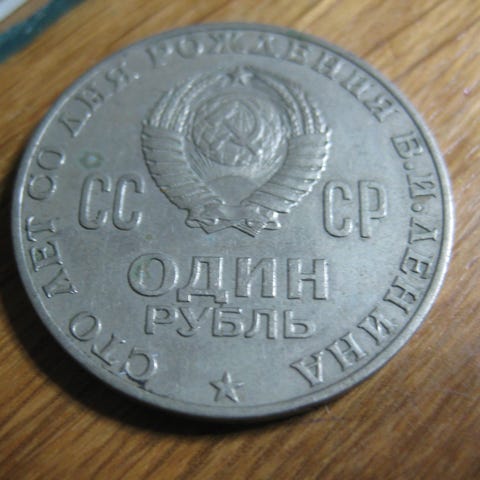 СТО ЛЕТ СО ДНЯ РОЖДЕНИЯ В.И.ЛЕНИНА
СС СР
ОДИН
РУБЛЬ